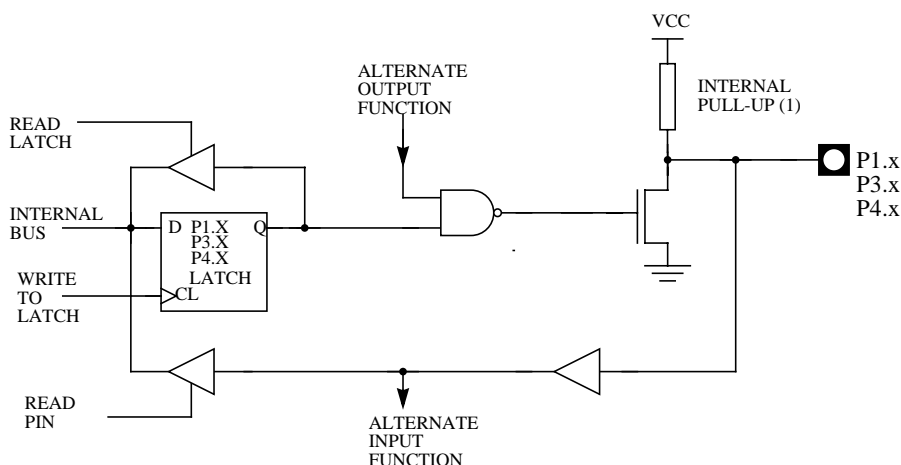 VCC
ALTERNATE
OUTPUT
FUNCTION
INTERNAL
PULL-UP (1)
READ
LATCH
P1.x
P3.x
P4.x
INTERNAL
BUS
D P1.X Q
P3.X
P4.X
LATCH
CL
WRITE
TO
LATCH
READ
PIN
ALTERNATE
INPUT
FUNCTION